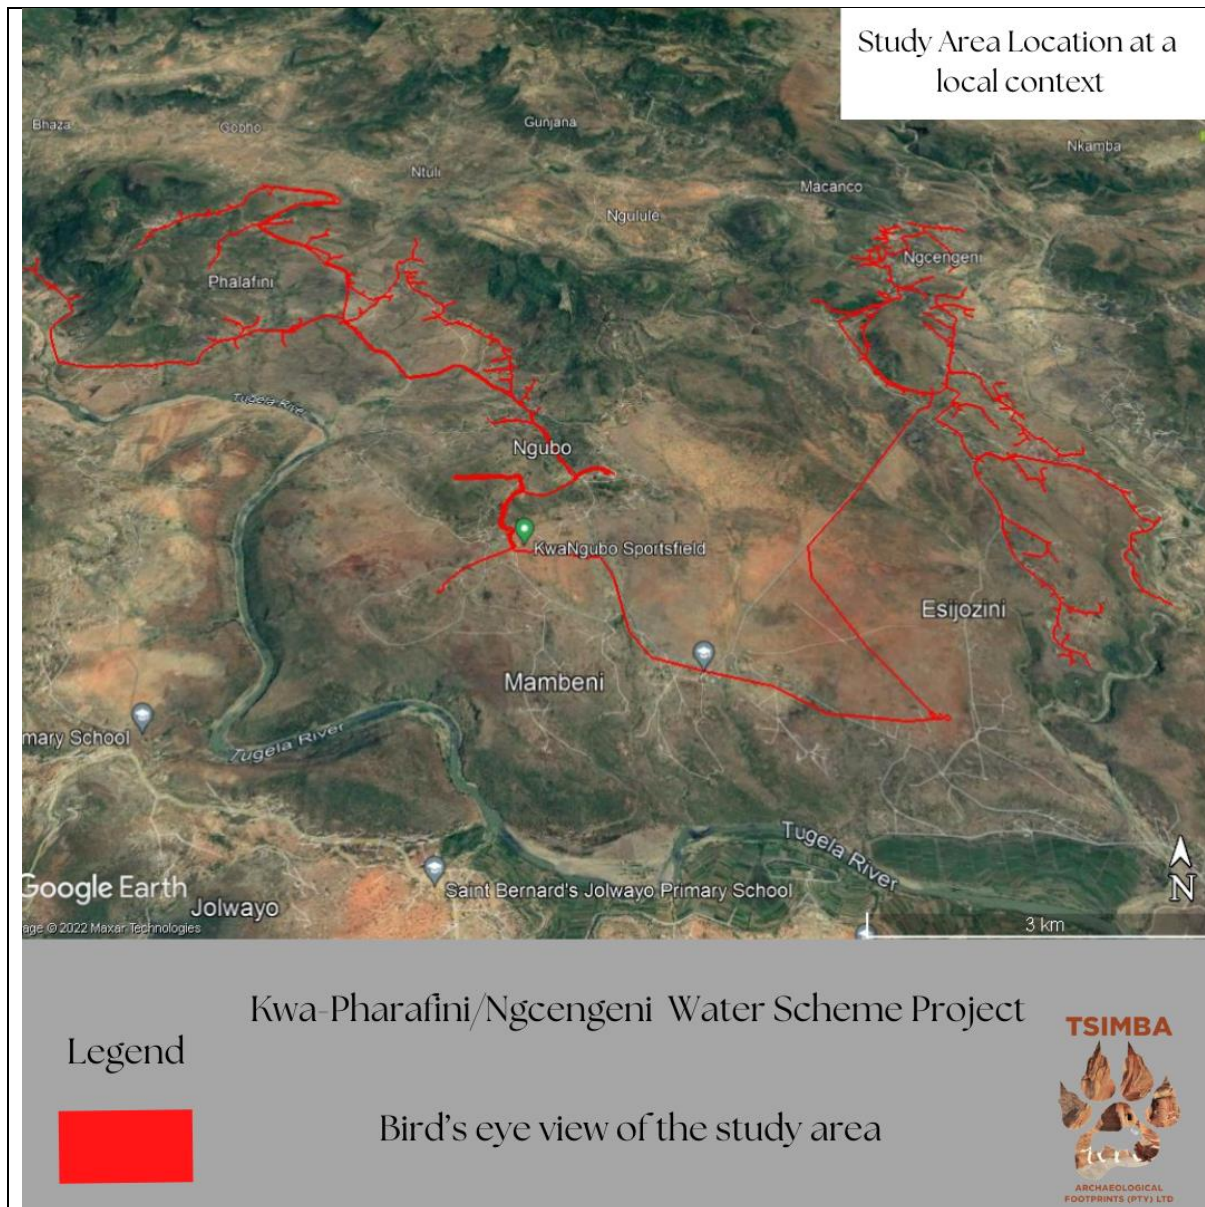 Study Area Location at a
local context
Bhaza
Gobho
Gunjana
Nkamba
Ntuli
Macanco
Ngulule
Ngcengeni
Phalafini
Tugela River
Ngubo
KwaNgubo Sportsfield
Esijozini
Mambeni
mary School
Tugela River
Tugela River
Saint Bernard's Jolwayo Primary School
Google Earth
Jolwayo
N
age © 2022 Maxar Technologies
3 km
Kwa-Pharafini/Ngcengeni Water Scheme Project
Legend
Bird's eye view of the study area
TSIMBA
ARCHAEOLOGICAL
FOOTPRINTS (PTY) LTD